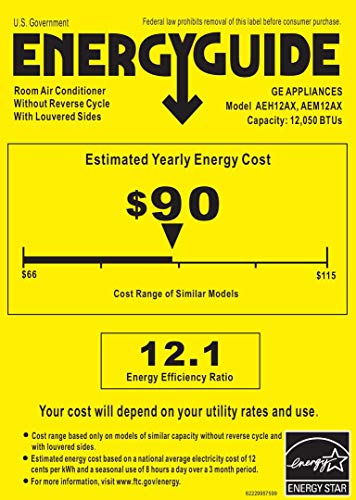 U.S. Government
Federal law prohibits removal of this label before consumer purchase.
ENERGYGUIDE
Room Air Conditioner
Without Reverse Cycle
With Louvered Sides
GE APPLIANCES
Model AEH12AX, AEM12AX
Capacity: 12,050 BTUs
Estimated Yearly Energy Cost
$90
$66
$115
Cost Range of Similar Models
12.1
Energy Efficiency Ratio
Your cost will depend on your utility rates and use.
• Cost range based only on models of similar capacity without reverse cycle and
with louvered sides.
• Estimated energy cost based on a national average electricity cost of 12
cents per kWh and a seasonal use of 8 hours a day over a 3 month period.
• For more information, visit www.ftc.gov/energy.
energy
ENERGY STAR